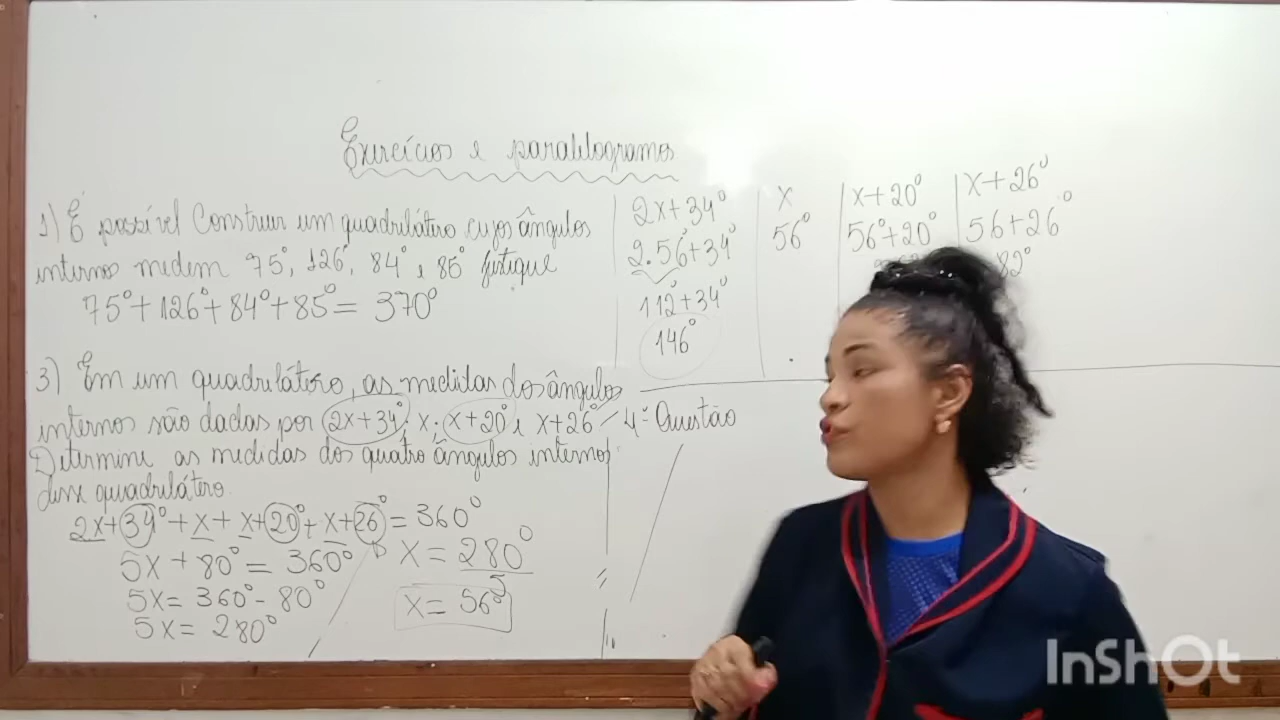 Exercícios e paralelogramos
1) É possível Construir um quadrilátero cujos ângulos
internos medem 75°, 126°, 84° e 85° justique
75° + 126° + 84° + 85° = 370°
3) Em um quadrilátero, as medidas dos ângulos
internos são dadas por 2x+34°, x, x+20° e x+26°
Determine as medidas dos quatro ângulos internos
desse quadrilátero.
2x+34°+x+x+20°+x+26°=360°
5x+80°=360°
5x=360°-80°
5x=280°
x=280°
5
x=56°
2x+34°
2.56°+34°
112°+34°
146°
x
56°
x+20°
56°+20°
x+26°
56+26°
82°
4ª Questão
InShOt